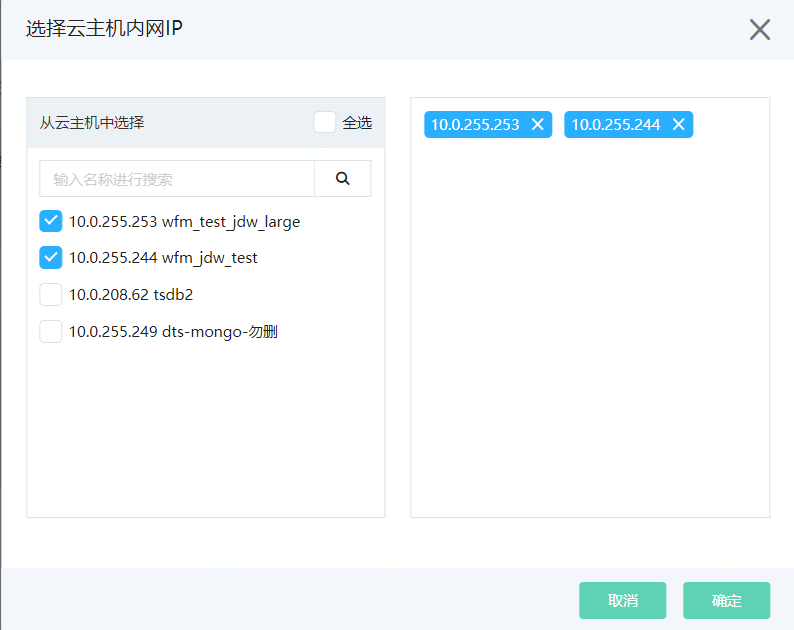 选择云主机内网IP
从云主机中选择 全选
输入名称进行搜索
10.0.255.253 wfm_test_jdw_large
10.0.255.244 wfm_jdw_test
10.0.208.62 tsdb2
10.0.255.249 dts-mongo-勿删
10.0.255.253 10.0.255.244
取消 确定